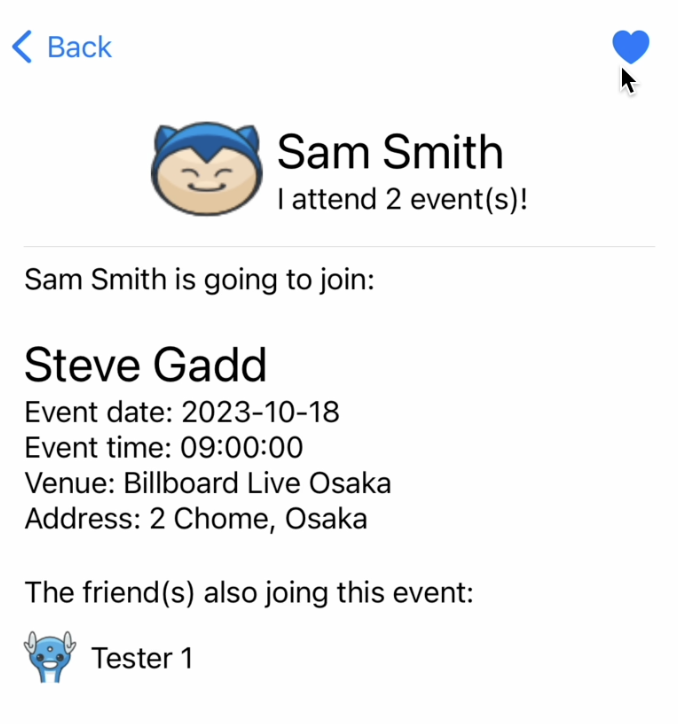 Back
Sam Smith
I attend 2 event(s)!
Sam Smith is going to join:
Steve Gadd
Event date: 2023-10-18
Event time: 09:00:00
Venue: Billboard Live Osaka
Address: 2 Chome, Osaka
The friend(s) also joing this event:
Tester 1